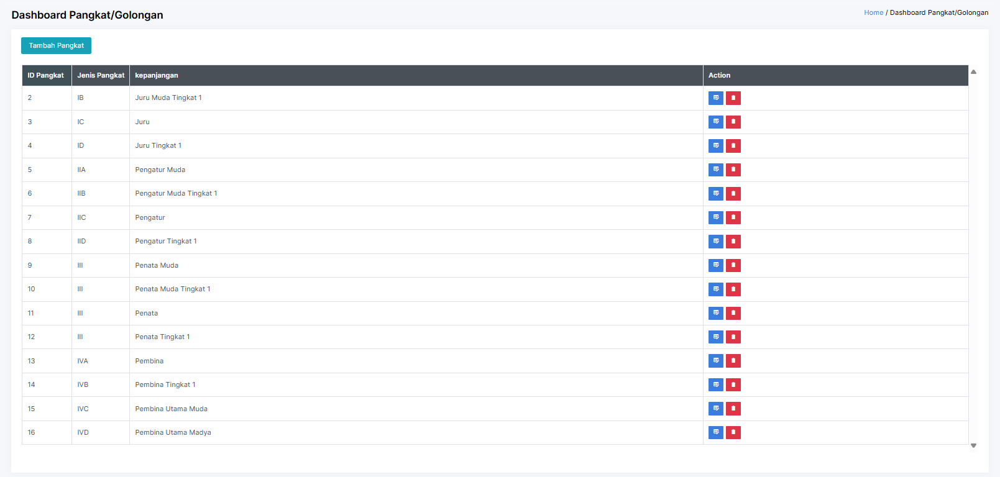 Dashboard Pangkat/Golongan
Home / Dashboard Pangkat/Golongan
Tambah Pangkat
ID Pangkat Jenis Pangkat kepanjangan Action
2 IB Juru Muda Tingkat 1
3 IC Juru
4 ID Juru Tingkat 1
5 IIA Pengatur Muda
6 IIB Pengatur Muda Tingkat 1
7 IIC Pengatur
8 IID Pengatur Tingkat 1
9 III Penata Muda
10 III Penata Muda Tingkat 1
11 III Penata
12 III Penata Tingkat 1
13 IVA Pembina
14 IVB Pembina Tingkat 1
15 IVC Pembina Utama Muda
16 IVD Pembina Utama Madya